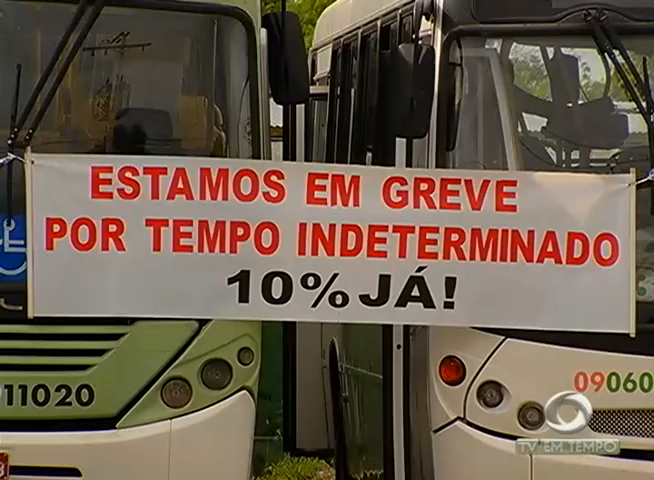 ESTAMOS EM GREVE
POR TEMPO INDETERMINADO
10% JÁ!
11020
09060
TV EM TEMPO